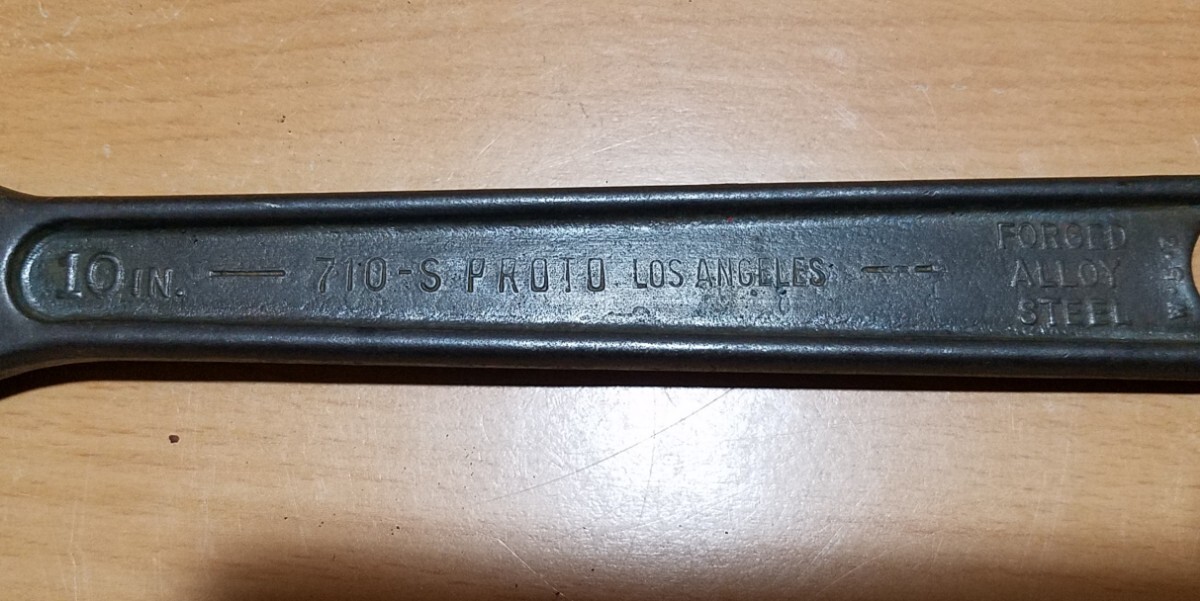 10 IN. — 710-S PROTO LOS ANGELES ---
FORGED
ALLOY
STEEL